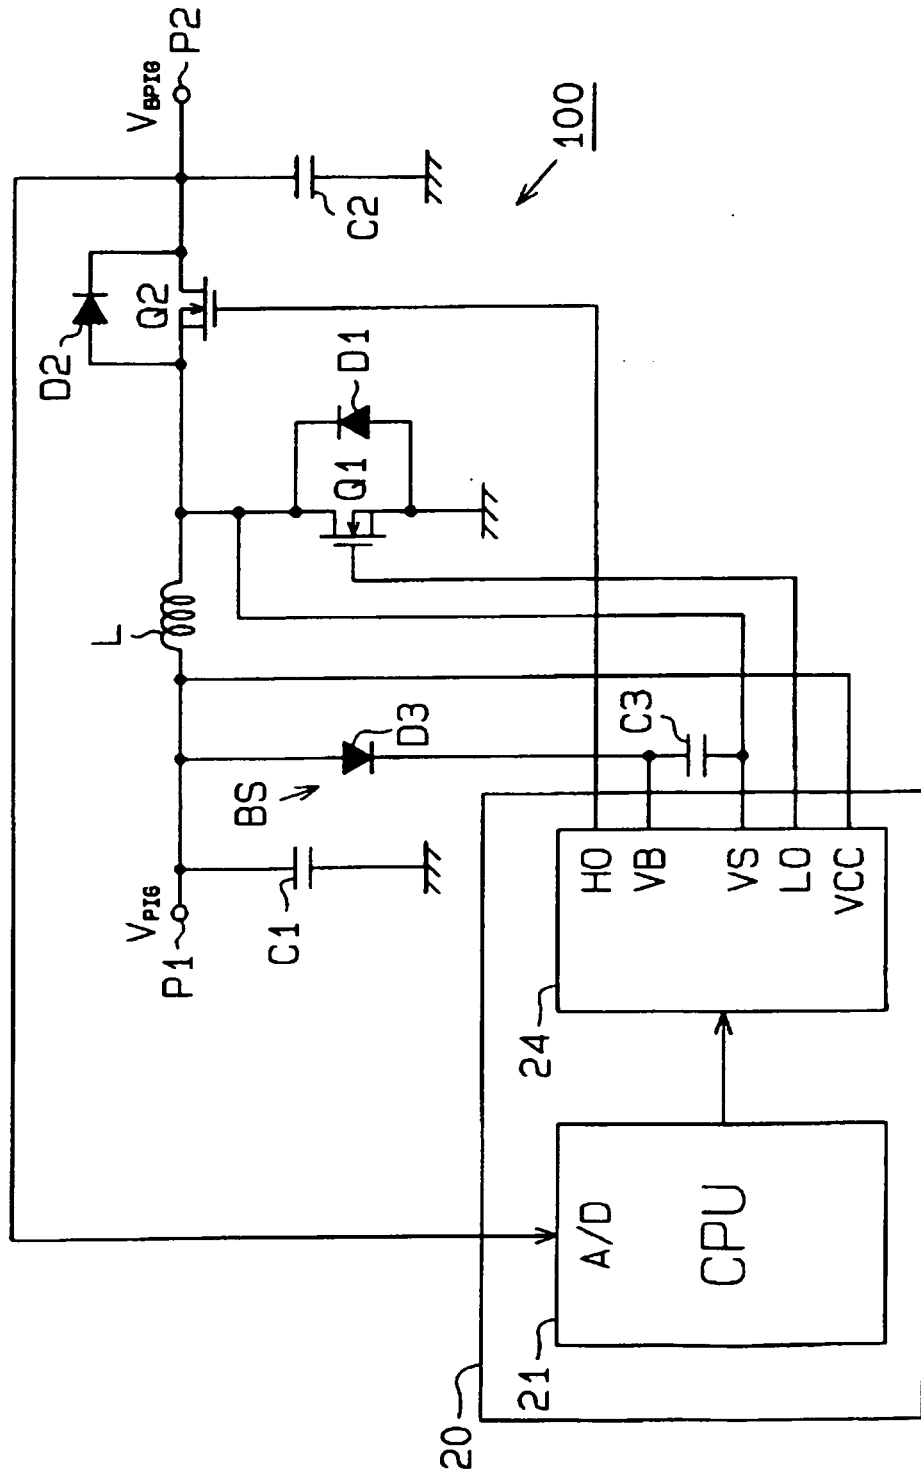 V_PIG
P1
C1
BS
D3
L
Q1
D1
D2
Q2
C2
V_BPIG
P2
100
20
21
A/D
CPU
24
HO
VB
VS
LO
VCC
C3